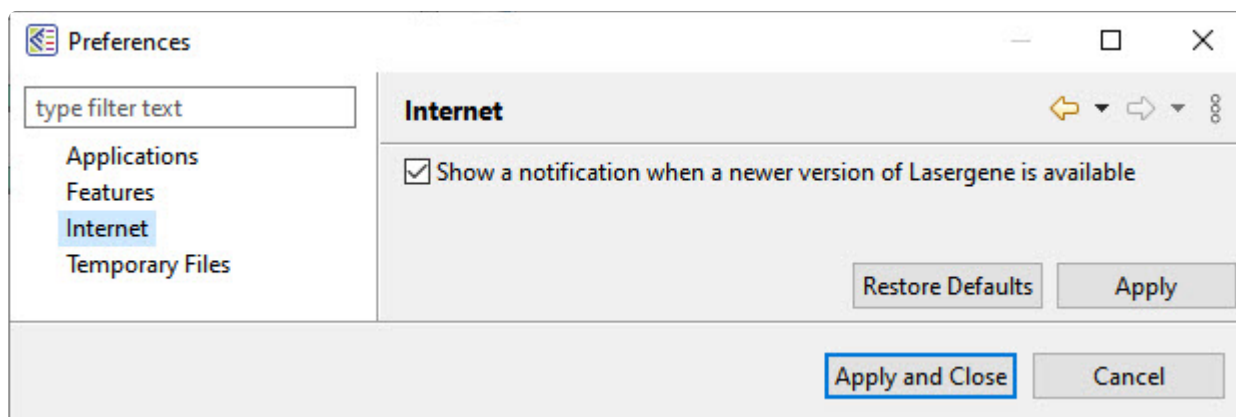 Preferences
type filter text
Applications
Features
Internet
Temporary Files
Internet
Show a notification when a newer version of Lasergene is available
Restore Defaults
Apply
Apply and Close
Cancel